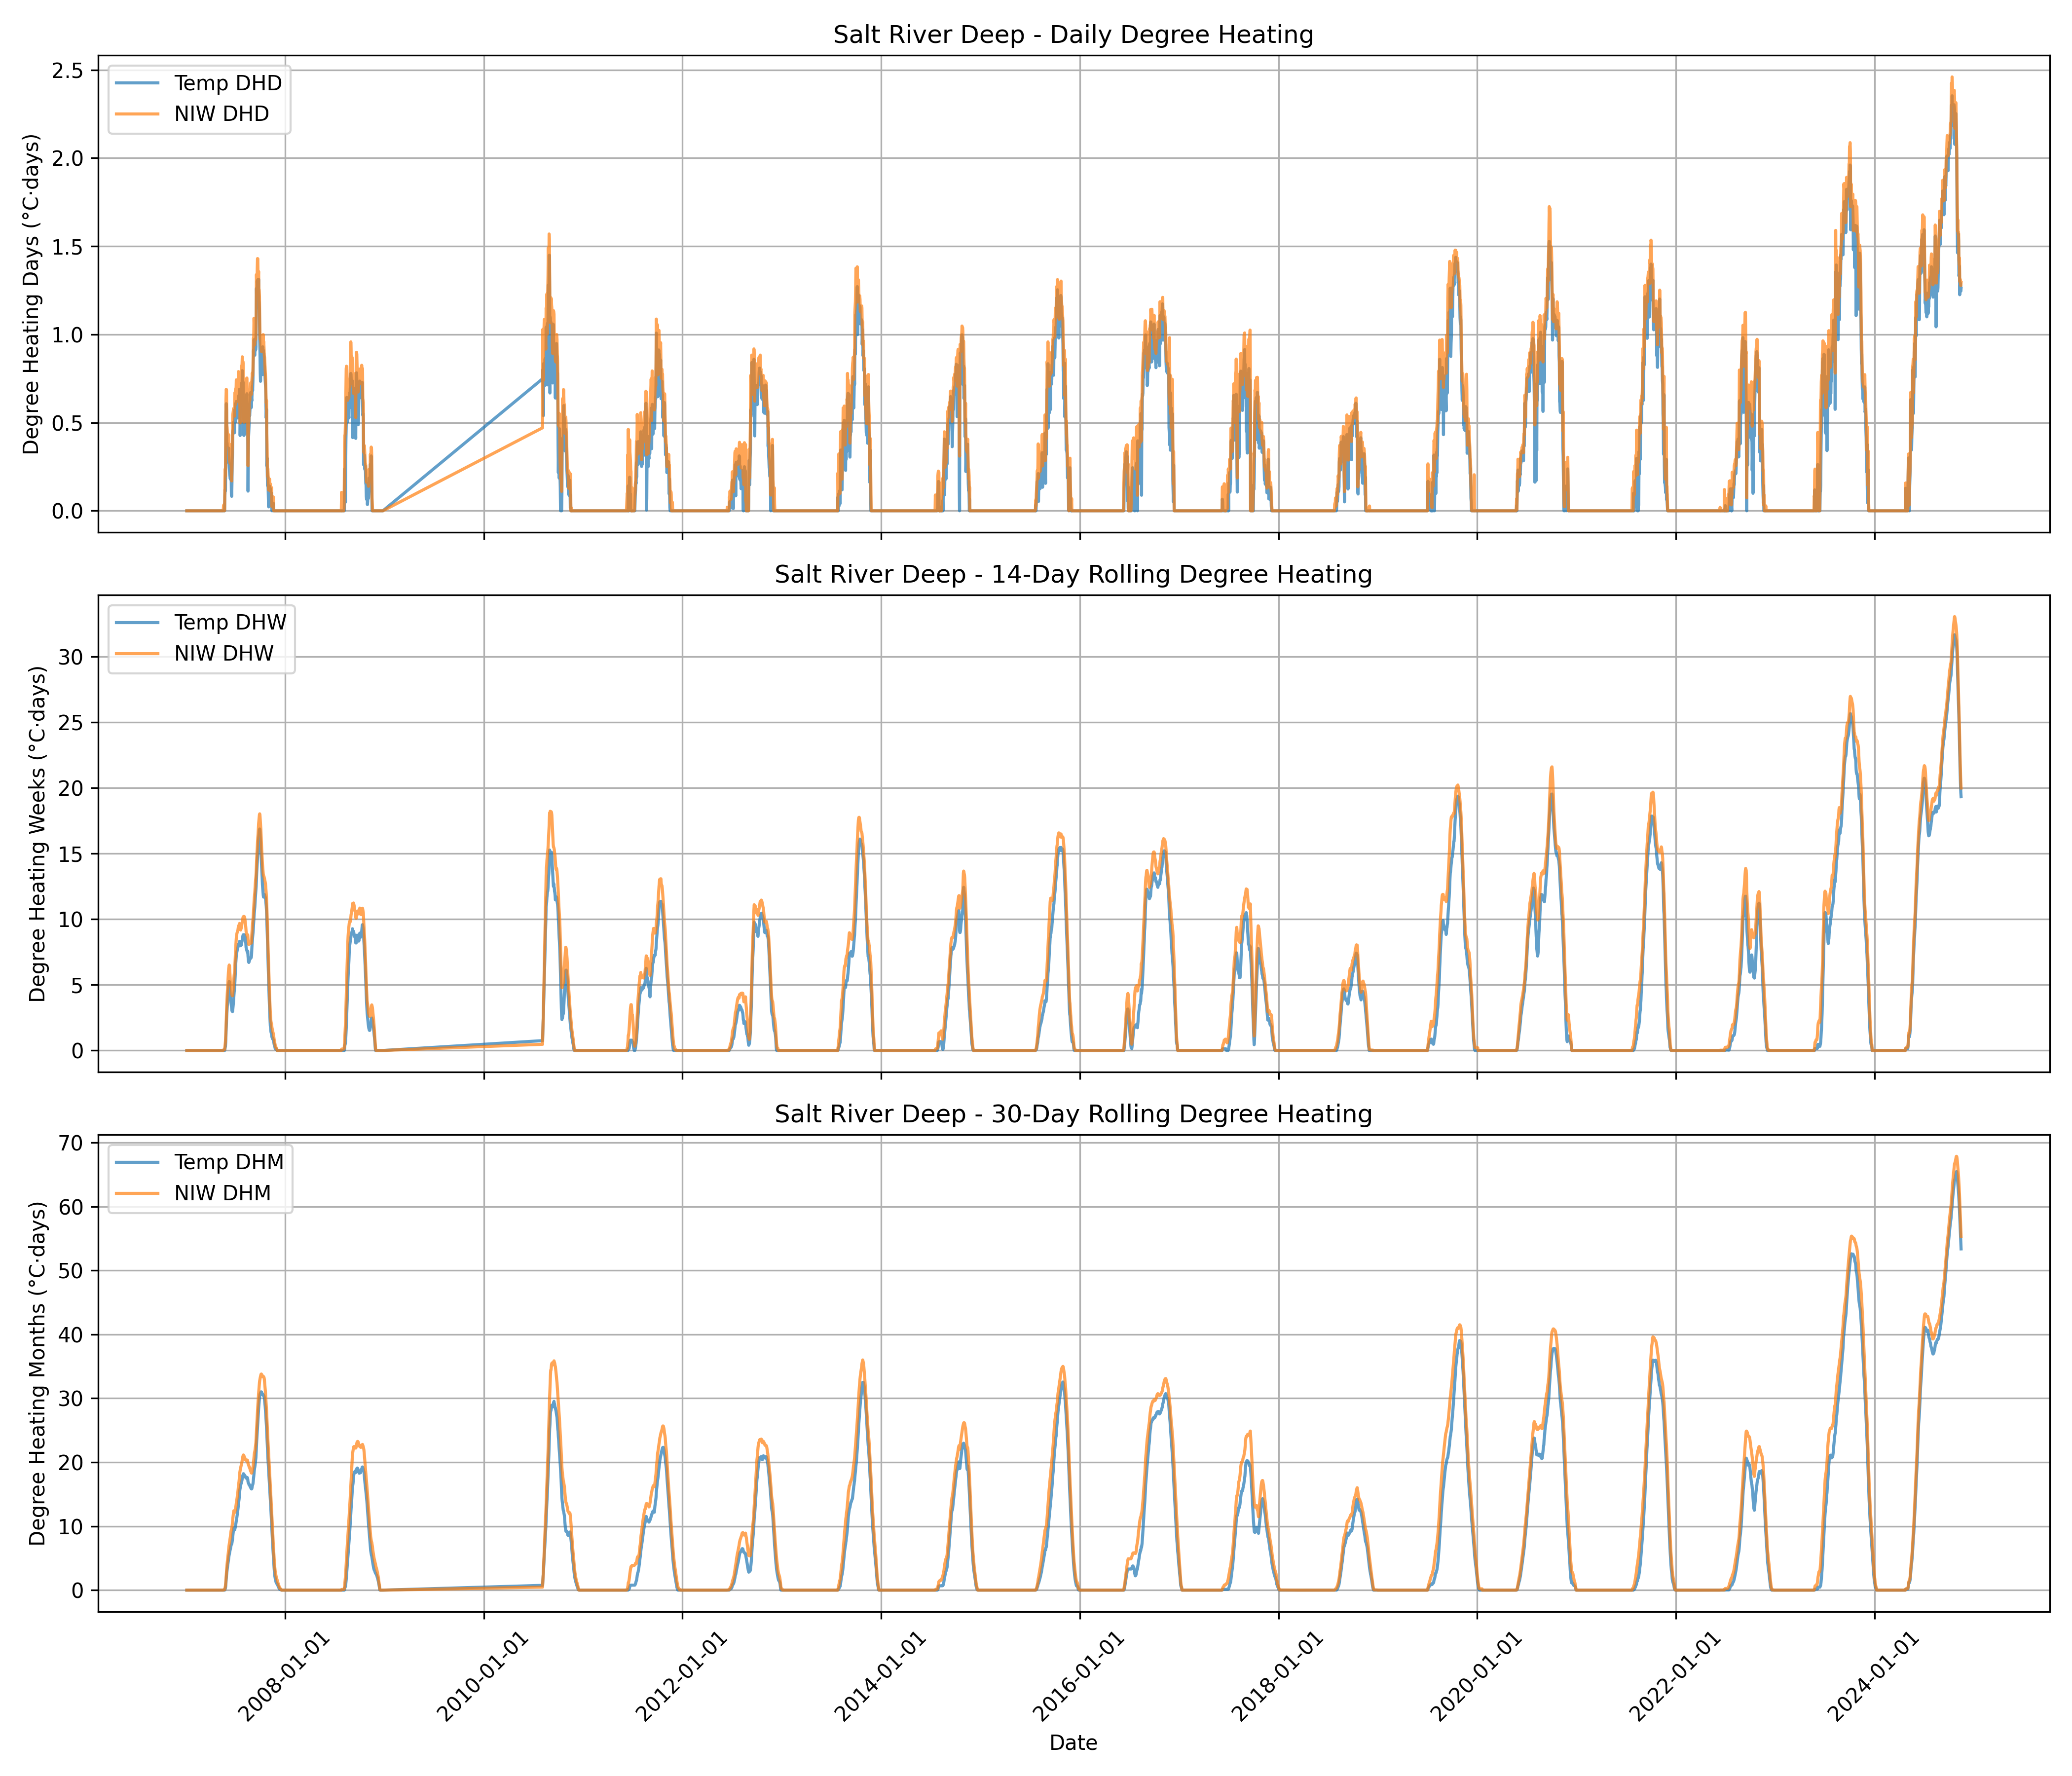 Salt River Deep - Daily Degree Heating
Degree Heating Days (°C·days)
2.5
2.0
1.5
1.0
0.5
0.0
Temp DHD
NIW DHD
Salt River Deep - 14-Day Rolling Degree Heating
Degree Heating Weeks (°C·days)
30
25
20
15
10
5
0
Temp DHW
NIW DHW
Salt River Deep - 30-Day Rolling Degree Heating
Degree Heating Months (°C·days)
70
60
50
40
30
20
10
0
Temp DHM
NIW DHM
2008-01-01
2010-01-01
2012-01-01
2014-01-01
2016-01-01
2018-01-01
2020-01-01
2022-01-01
2024-01-01
Date